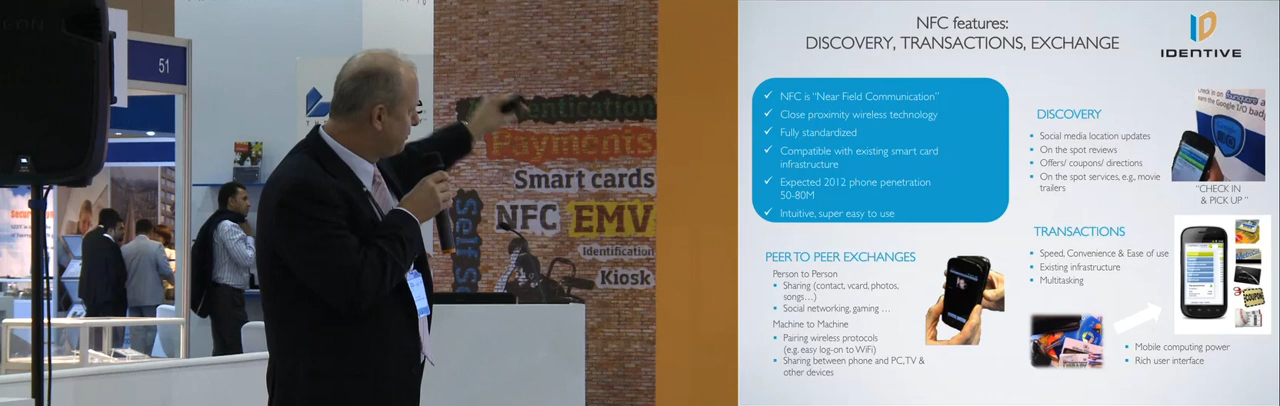 51
Authentication
Payments
Smart cards
NFC EMV
Self
Identification
Kiosk
NFC features:
DISCOVERY, TRANSACTIONS, EXCHANGE
IDENTIVE
✓ NFC is "Near Field Communication"
✓ Close proximity wireless technology
✓ Fully standardized
✓ Compatible with existing smart card
infrastructure
✓ Expected 2012 phone penetration
50-80M
✓ Intuitive, super easy to use
PEER TO PEER EXCHANGES
Person to Person
▪ Sharing (contact, vcard, photos,
songs…)
▪ Social networking, gaming …
Machine to Machine
▪ Pairing wireless protocols
(e.g. easy log-on to WiFi)
▪ Sharing between phone and PC, TV &
other devices
DISCOVERY
▪ Social media location updates
▪ On the spot reviews
▪ Offers/ coupons/ directions
▪ On the spot services, e.g., movie
trailers
"CHECK IN
& PICK UP "
TRANSACTIONS
▪ Speed, Convenience & Ease of use
▪ Existing infrastructure
▪ Multitasking
COUPON
▪ Mobile computing power
▪ Rich user interface